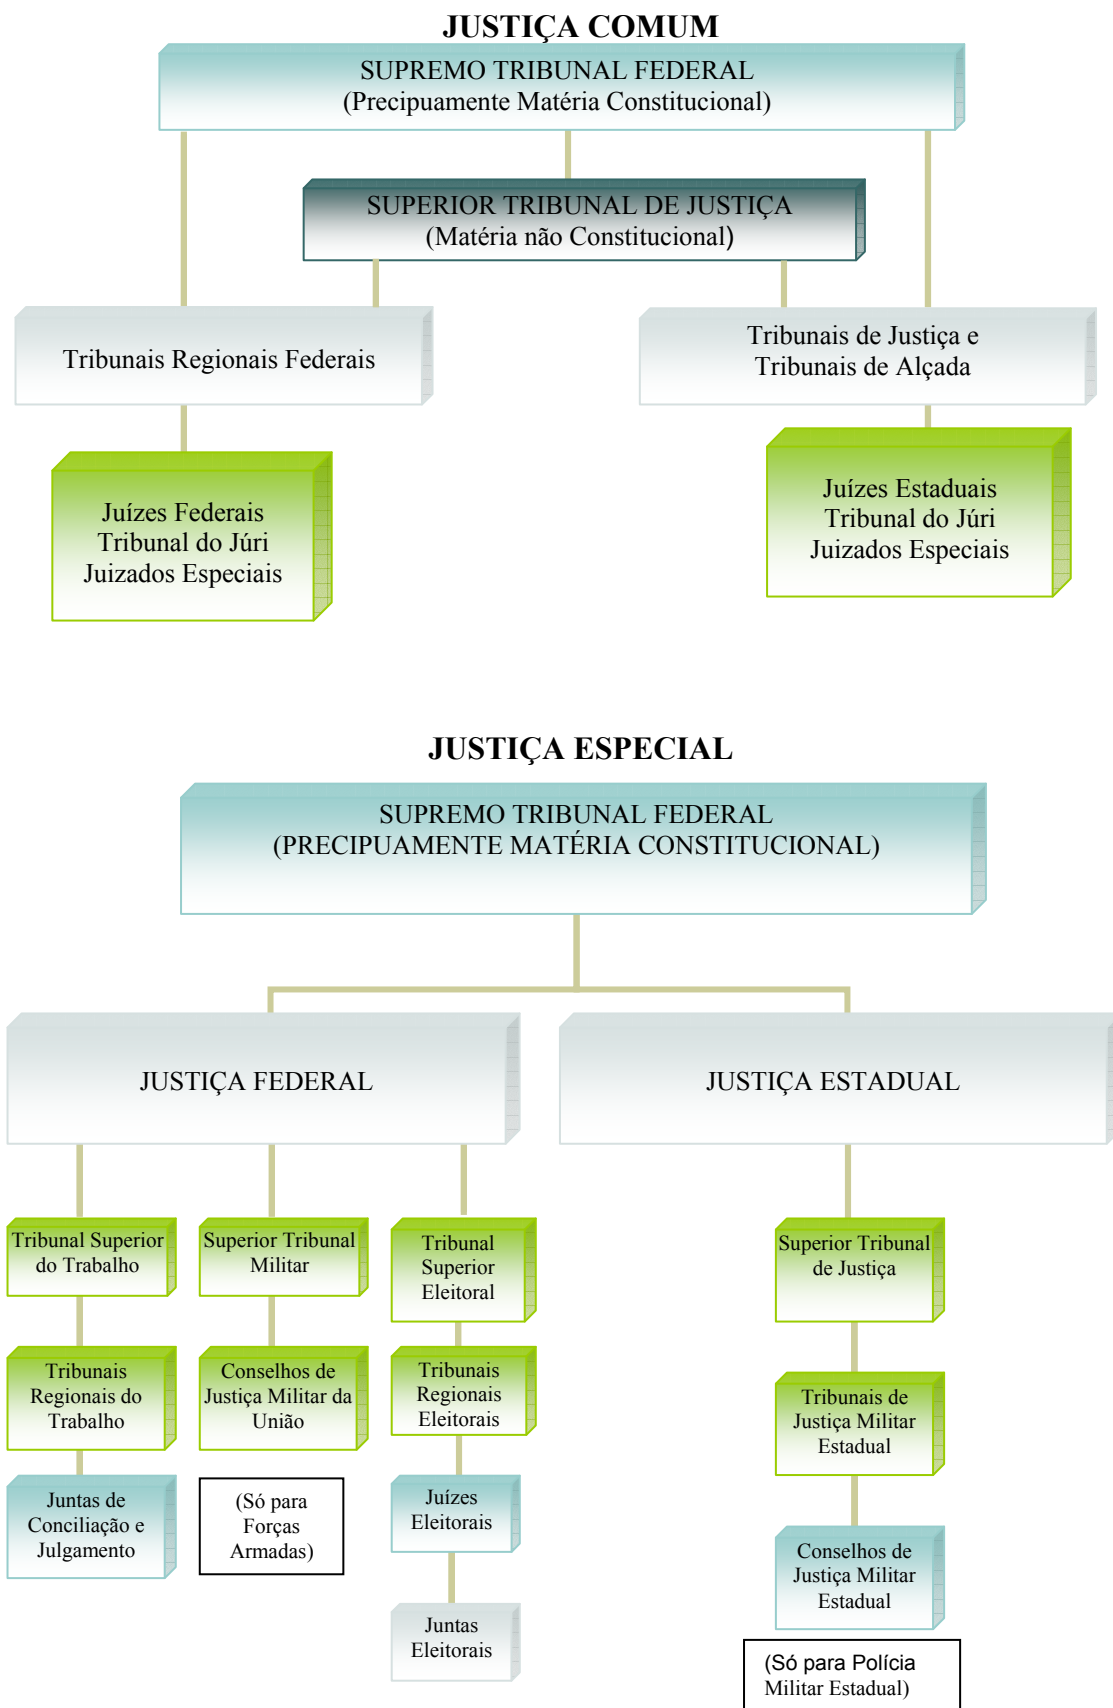 JUSTIÇA COMUM
SUPREMO TRIBUNAL FEDERAL
(Precipuamente Matéria Constitucional)
SUPERIOR TRIBUNAL DE JUSTIÇA
(Matéria não Constitucional)
Tribunais Regionais Federais
Tribunais de Justiça e
Tribunais de Alçada
Juízes Federais
Tribunal do Júri
Juizados Especiais
Juízes Estaduais
Tribunal do Júri
Juizados Especiais
JUSTIÇA ESPECIAL
SUPREMO TRIBUNAL FEDERAL
(PRECIPUAMENTE MATÉRIA CONSTITUCIONAL)
JUSTIÇA FEDERAL
JUSTIÇA ESTADUAL
Tribunal Superior
do Trabalho
Superior Tribunal
Militar
Tribunal
Superior
Eleitoral
Superior Tribunal
de Justiça
Tribunais
Regionais do
Trabalho
Conselhos de
Justiça Militar da
União
Tribunais
Regionais
Eleitorais
Tribunais de
Justiça Militar
Estadual
Juntas de
Conciliação e
Julgamento
(Só para
Forças
Armadas)
Juízes
Eleitorais
Conselhos de
Justiça Militar
Estadual
Juntas
Eleitorais
(Só para Polícia
Militar Estadual)